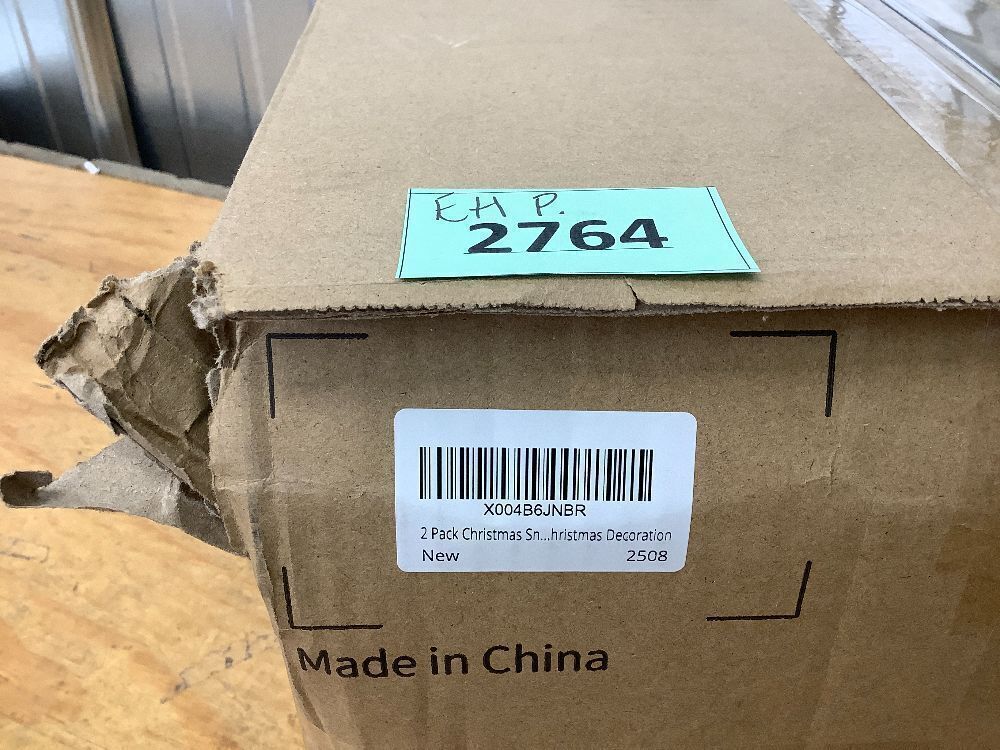 EH P.
2764
X004B6JNBR
2 Pack Christmas Sn...hristmas Decoration
New 2508
Made in China